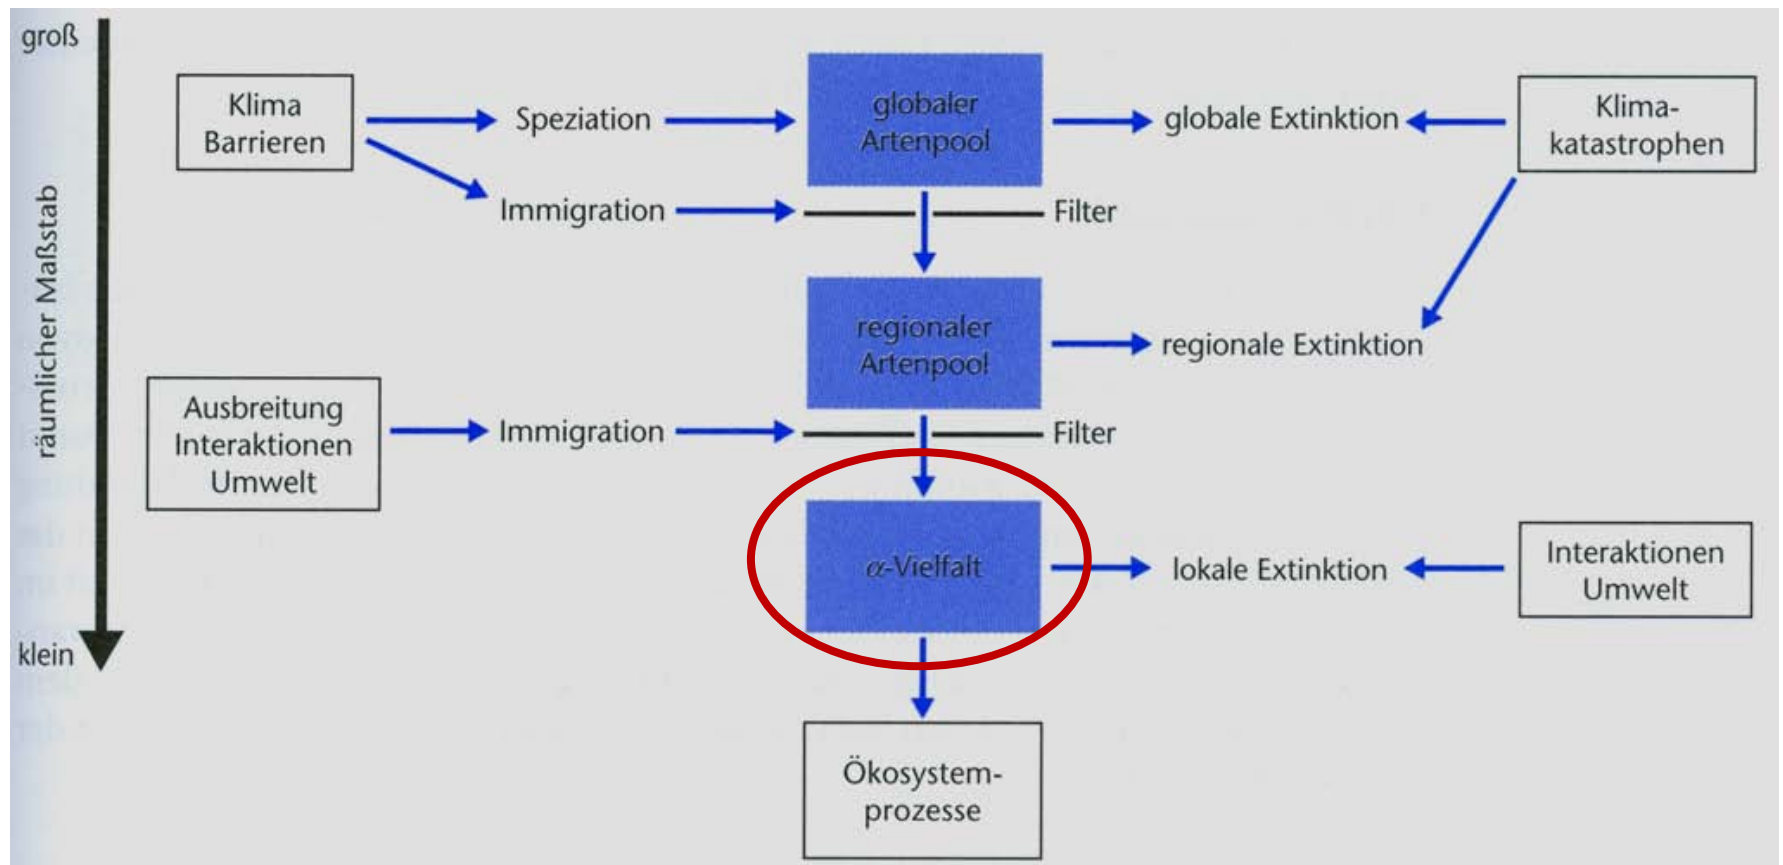 groß
Klima
Barrieren
Speziation
globaler
Artenpool
globale Extinktion
Klima-
katastrophen
Immigration
Filter
räumlicher Maßstab
regionaler
Artenpool
regionale Extinktion
Ausbreitung
Interaktionen
Umwelt
Immigration
Filter
α-Vielfalt
lokale Extinktion
Interaktionen
Umwelt
klein
Ökosystem-
prozesse